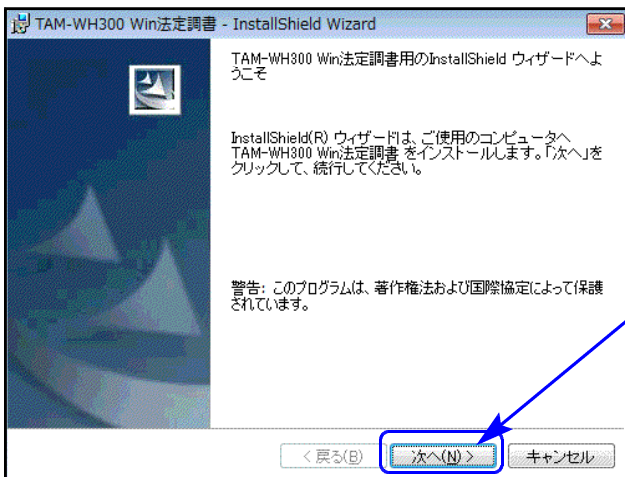 TAM-WH300 Win法定調書 - InstallShield Wizard
TAM-WH300 Win法定調書用のInstallShield ウィザードへよ
うこそ
InstallShield(R) ウィザードは、ご使用のコンピュータへ
TAM-WH300 Win法定調書 をインストールします。「次へ」を
クリックして、続行してください。
警告: このプログラムは、著作権法および国際協定によって保護
されています。
< 戻る(B)
次へ(N) >
キャンセル